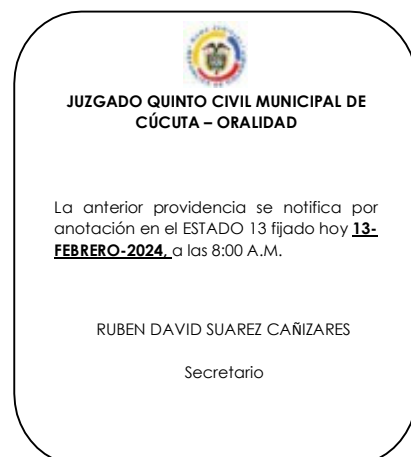 JUZGADO QUINTO CIVIL MUNICIPAL DE
CÚCUTA – ORALIDAD
La anterior providencia se notifica por
anotación en el ESTADO 13 fijado hoy 13-
FEBRERO-2024, a las 8:00 A.M.
RUBEN DAVID SUAREZ CAÑIZARES
Secretario